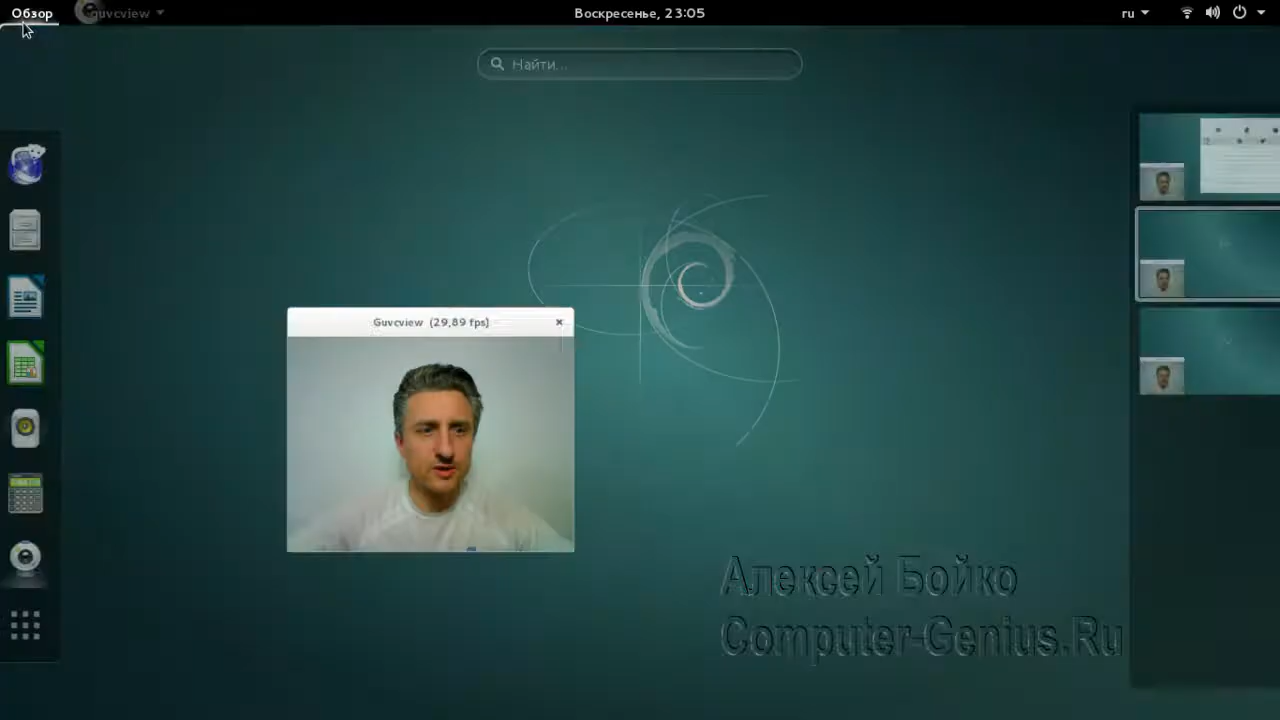 Обзор
guvcview
Воскресенье, 23:05
ru
Найти...
Guvcview (29,89 fps)
Алексей Бойко
Computer-Genius.Ru